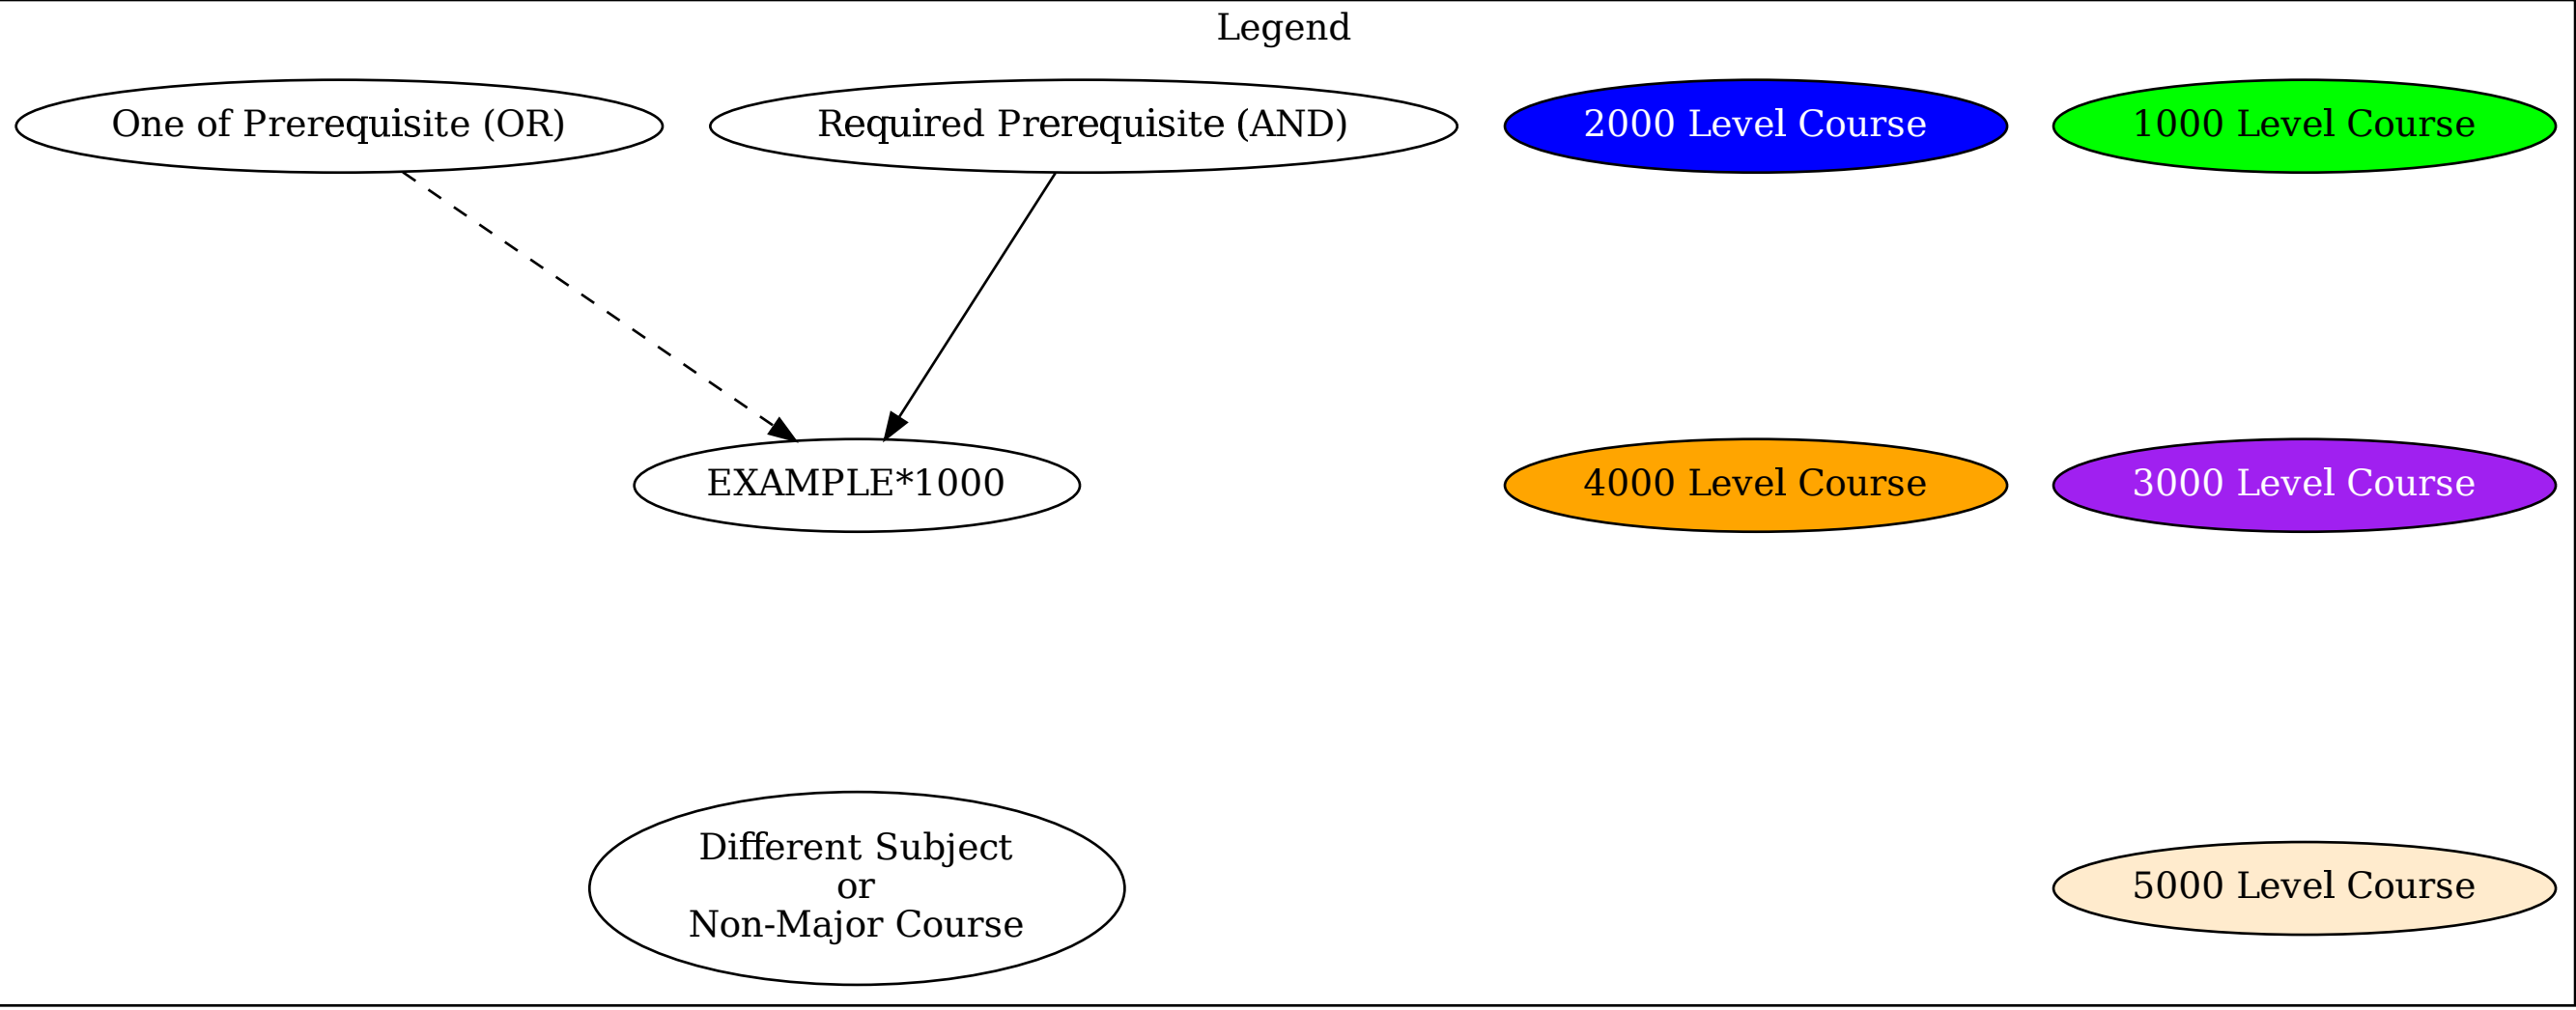 Legend
One of Prerequisite (OR)
Required Prerequisite (AND)
2000 Level Course
1000 Level Course
EXAMPLE*1000
4000 Level Course
3000 Level Course
Different Subject
or
Non-Major Course
5000 Level Course